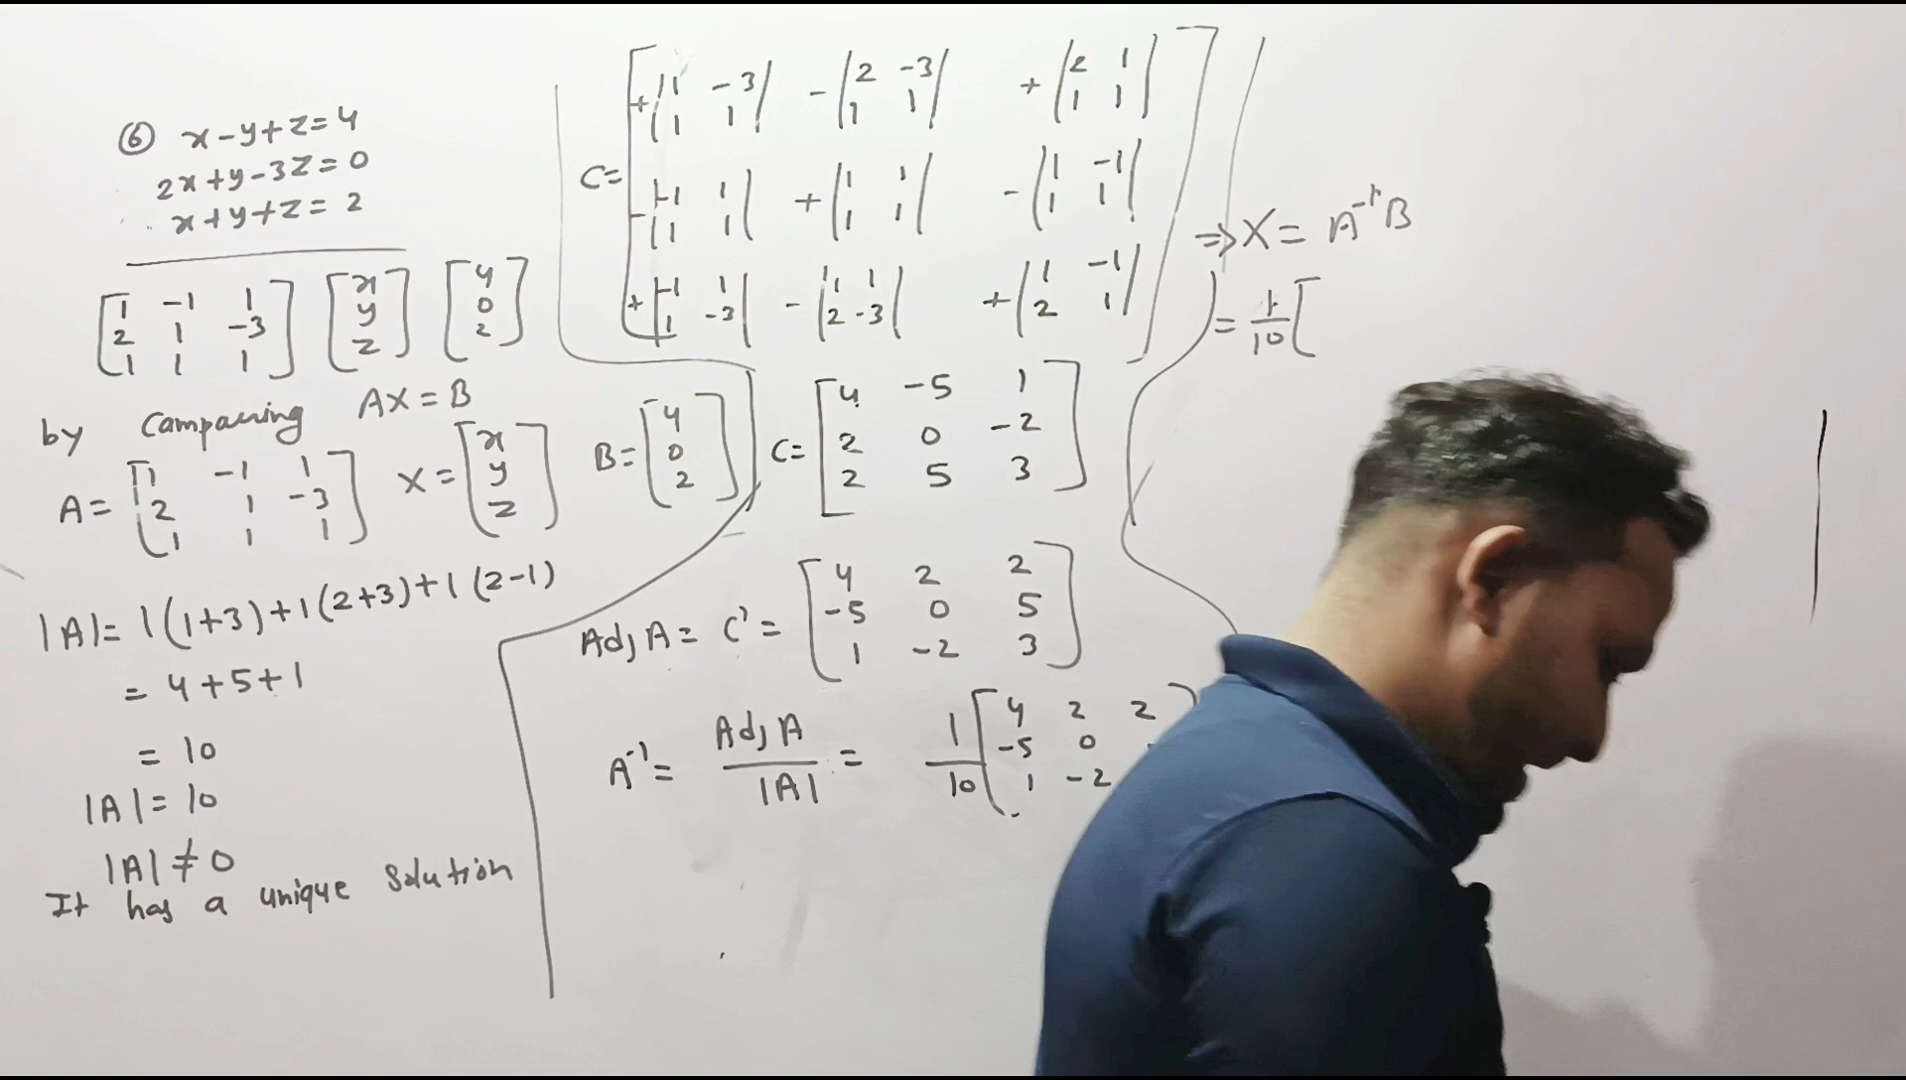 ⑥ x-y+z=4
2x+y-3z=0
x+y+z=2
[1 -1 1] [x] [4]
[2 1 -3] [y] [0]
[1 1 1] [z] [2]
by Campairing AX=B
A= [1 -1 1] X= [x] B= [4]
[2 1 -3] [y] [0]
[1 1 1] [z] [2]
|A|= 1(1+3)+1(2+3)+1(2-1)
= 4+5+1
= 10
|A|= 10
|A| ≠ 0
It has a unique Solution
C= [+|1 -3| -|2 -3| +|2 1|]
|1 1| |1 1| |1 1|
-|-1 1| +|1 1| -|1 -1|
|1 1| |1 1| |1 1|
+|-1 1| -|1 1| +|1 -1|
|1 -3| |2 -3| |2 1|
C= [4 -5 1]
[2 0 -2]
[2 5 3]
Adj A= C'= [4 2 2]
[-5 0 5]
[1 -2 3]
A⁻¹= Adj A / |A| = 1/10 [4 2 2]
[-5 0
[1 -2
⇒X= A⁻¹B
= 1/10 [